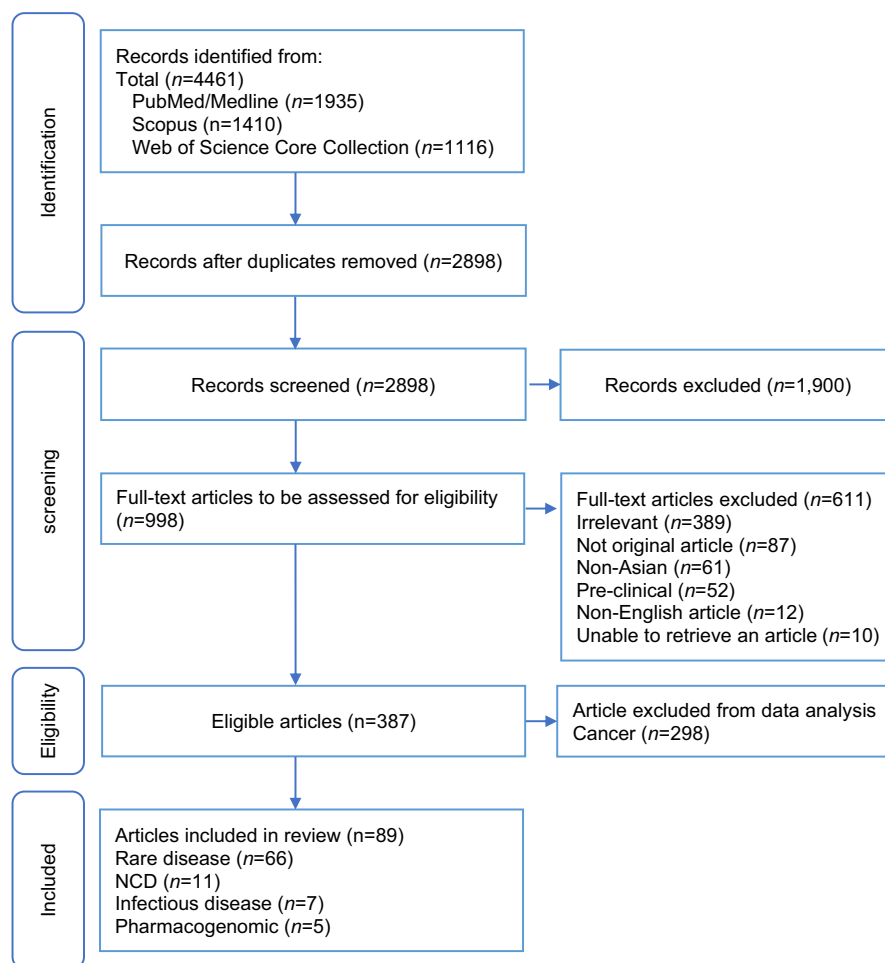 Identification
Records identified from:
Total (n=4461)
PubMed/Medline (n=1935)
Scopus (n=1410)
Web of Science Core Collection (n=1116)
Records after duplicates removed (n=2898)
screening
Records screened (n=2898)
Records excluded (n=1,900)
Full-text articles to be assessed for eligibility
(n=998)
Full-text articles excluded (n=611)
Irrelevant (n=389)
Not original article (n=87)
Non-Asian (n=61)
Pre-clinical (n=52)
Non-English article (n=12)
Unable to retrieve an article (n=10)
Eligibility
Eligible articles (n=387)
Article excluded from data analysis
Cancer (n=298)
Included
Articles included in review (n=89)
Rare disease (n=66)
NCD (n=11)
Infectious disease (n=7)
Pharmacogenomic (n=5)